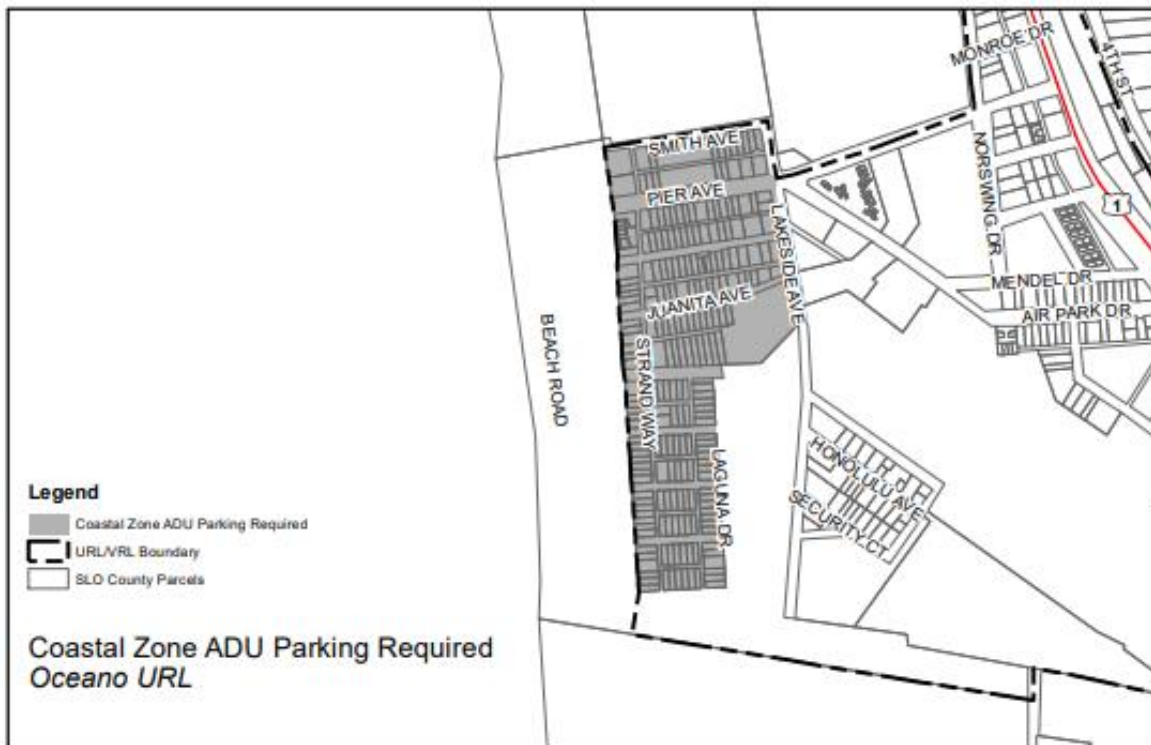 MONROE DR
4TH ST
SMITH AVE
NORSWING DR
PIER AVE
1
LAKESIDE AVE
MENDEL DR
JUANITA AVE
AIR PARK DR
BEACH ROAD
STRAND WAY
HONOLULU AVE
LAGUNA DR
SECURITY CT
Legend
Coastal Zone ADU Parking Required
URL/VRL Boundary
SLO County Parcels
Coastal Zone ADU Parking Required
Oceano URL